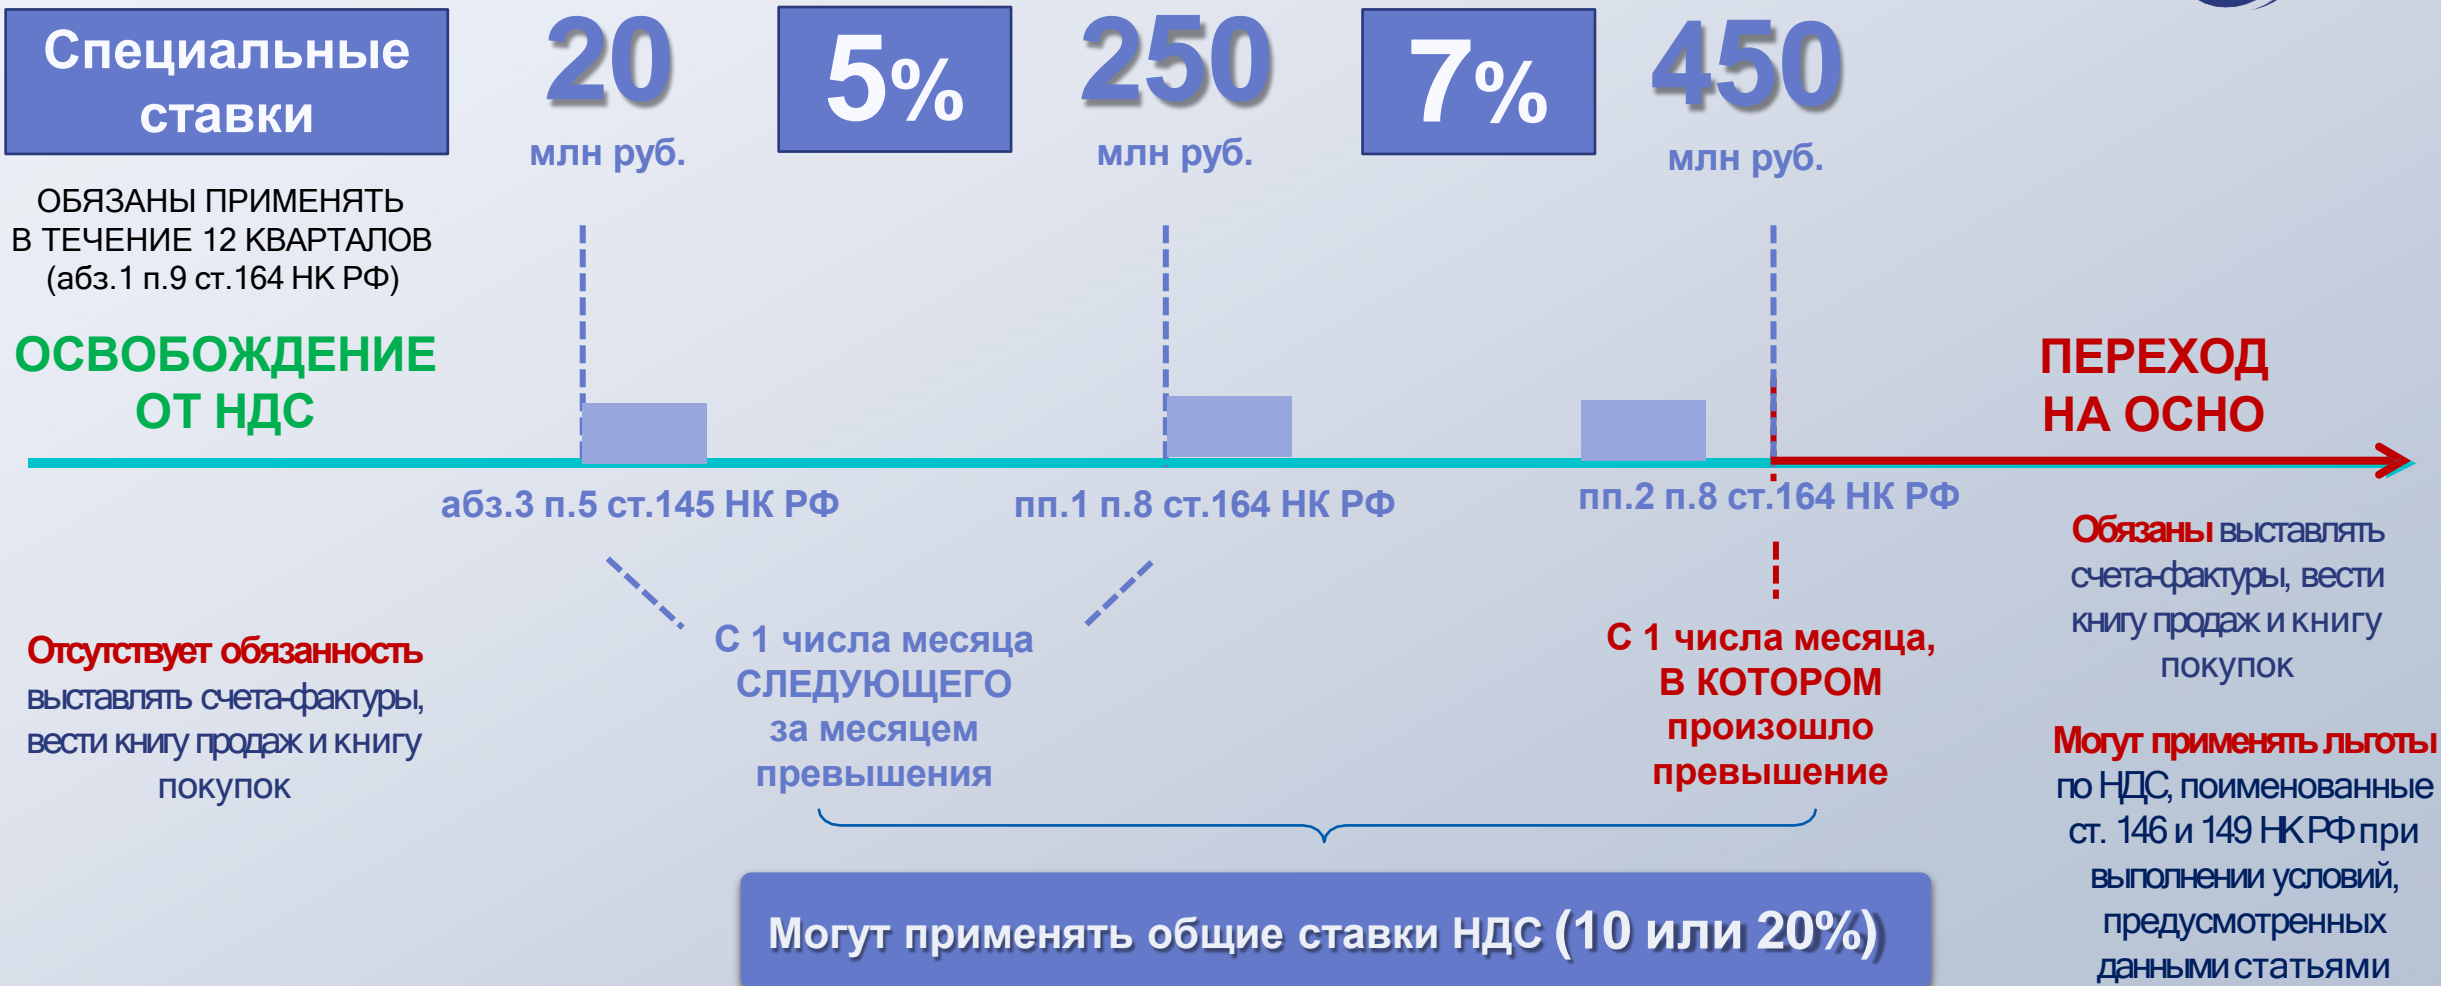 Специальные
ставки
20
млн руб.
5%
250
млн руб.
7%
450
млн руб.
ОБЯЗАНЫ ПРИМЕНЯТЬ
В ТЕЧЕНИЕ 12 КВАРТАЛОВ
(абз.1 п.9 ст.164 НК РФ)
ОСВОБОЖДЕНИЕ
ОТ НДС
ПЕРЕХОД
НА ОСНО
абз.3 п.5 ст.145 НК РФ
пп.1 п.8 ст.164 НК РФ
пп.2 п.8 ст.164 НК РФ
Отсутствует обязанность
выставлять счета-фактуры,
вести книгу продаж и книгу
покупок
С 1 числа месяца
СЛЕДУЮЩЕГО
за месяцем
превышения
С 1 числа месяца,
В КОТОРОМ
произошло
превышение
Обязаны выставлять
счета-фактуры, вести
книгу продаж и книгу
покупок
Могут применять льготы
по НДС, поименованные
ст. 146 и 149 НК РФ при
выполнении условий,
предусмотренных
данными статьями
Могут применять общие ставки НДС (10 или 20%)